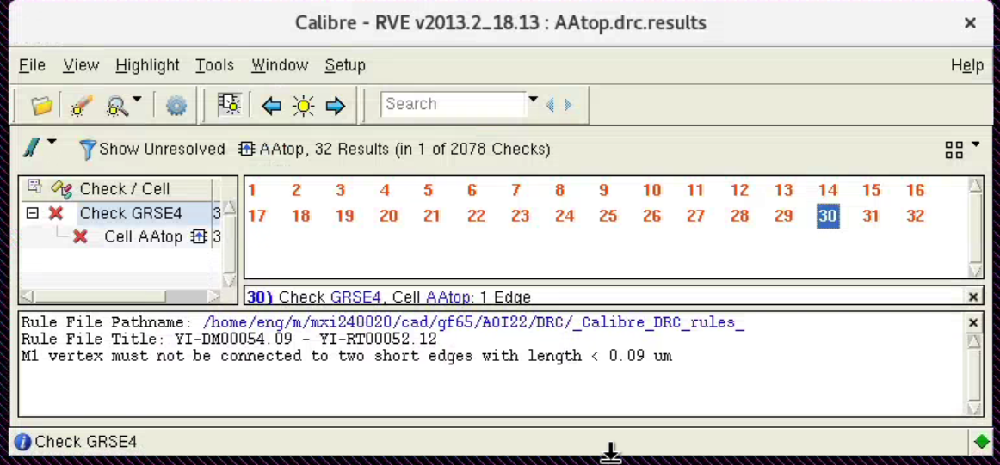 Calibre - RVE v2013.2_18.13 : AAtop.drc.results
File View Highlight Tools Window Setup Help
Search
Show Unresolved AAtop, 32 Results (in 1 of 2078 Checks)
Check / Cell
Check GRSE4 3
Cell AAtop 3
1 2 3 4 5 6 7 8 9 10 11 12 13 14 15 16
17 18 19 20 21 22 23 24 25 26 27 28 29 30 31 32
30) Check GRSE4, Cell AAtop: 1 Edge
Rule File Pathname: /home/eng/m/mxi240020/cad/gf65/AOI22/DRC/_Calibre_DRC_rules_
Rule File Title: YI-DM00054.09 - YI-RT00052.12
M1 vertex must not be connected to two short edges with length < 0.09 um
Check GRSE4